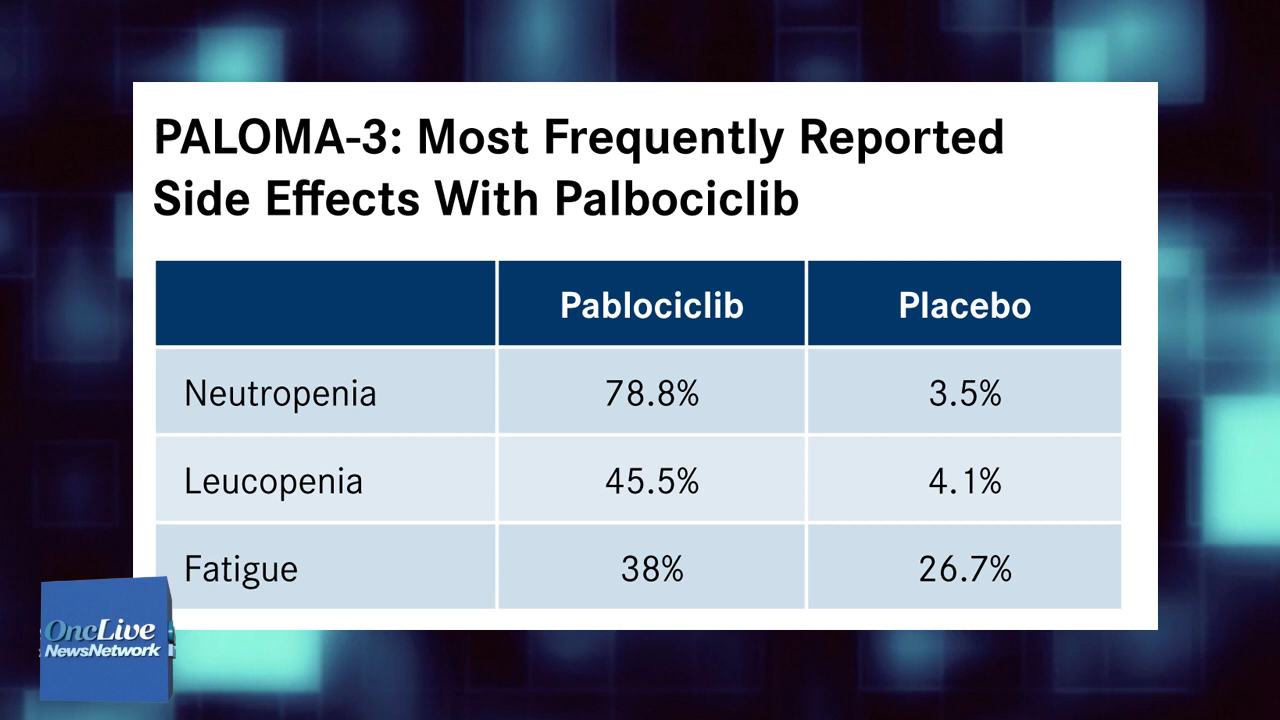 PALOMA-3: Most Frequently Reported
Side Effects With Palbociclib
Pablociclib Placebo
Neutropenia 78.8% 3.5%
Leucopenia 45.5% 4.1%
Fatigue 38% 26.7%
OncLive
NewsNetwork